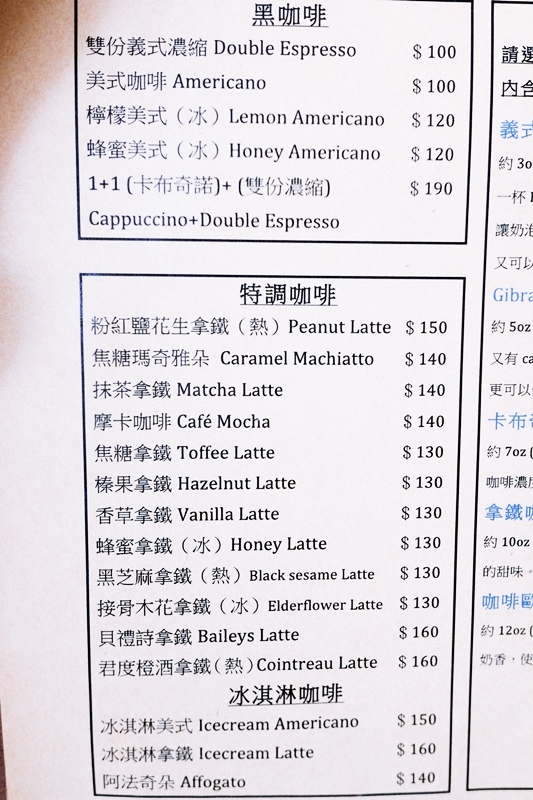 黑咖啡
雙份義式濃縮 Double Espresso $ 100
美式咖啡 Americano $ 100
檸檬美式（冰）Lemon Americano $ 120
蜂蜜美式（冰）Honey Americano $ 120
1+1 (卡布奇諾)+ (雙份濃縮) $ 190
Cappuccino+Double Espresso
特調咖啡
粉紅鹽花生拿鐵（熱）Peanut Latte $ 150
焦糖瑪奇雅朵 Caramel Machiatto $ 140
抹茶拿鐵 Matcha Latte $ 140
摩卡咖啡 Café Mocha $ 140
焦糖拿鐵 Toffee Latte $ 130
榛果拿鐵 Hazelnut Latte $ 130
香草拿鐵 Vanilla Latte $ 130
蜂蜜拿鐵（冰）Honey Latte $ 130
黑芝麻拿鐵（熱）Black sesame Latte $ 130
接骨木花拿鐵（冰）Elderflower Latte $ 130
貝禮詩拿鐵 Baileys Latte $ 160
君度橙酒拿鐵(熱)Cointreau Latte $ 160
冰淇淋咖啡
冰淇淋美式 Icecream Americano $ 150
冰淇淋拿鐵 Icecream Latte $ 160
阿法奇朵 Affogato $ 140
請選
內含
義式
約 3o
一杯
讓奶泡
又可以
Gibra
約 5oz
又有 ca
更可以
卡布奇
約 7oz (
咖啡濃度
拿鐵咖
約 10oz
的甜味。
咖啡歐
約 12oz (
奶香，使